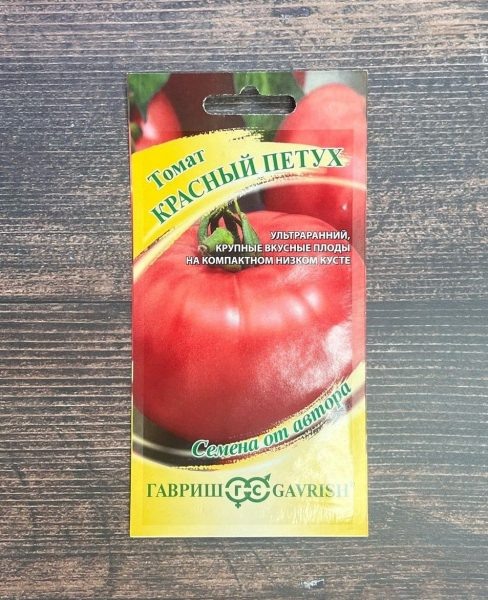 Томат
КРАСНЫЙ ПЕТУХ
УЛЬТРАРАННИЙ,
КРУПНЫЕ ВКУСНЫЕ ПЛОДЫ
НА КОМПАКТНОМ НИЗКОМ КУСТЕ
Семена от автора
ГАВРИШ Г-С GAVRISH®